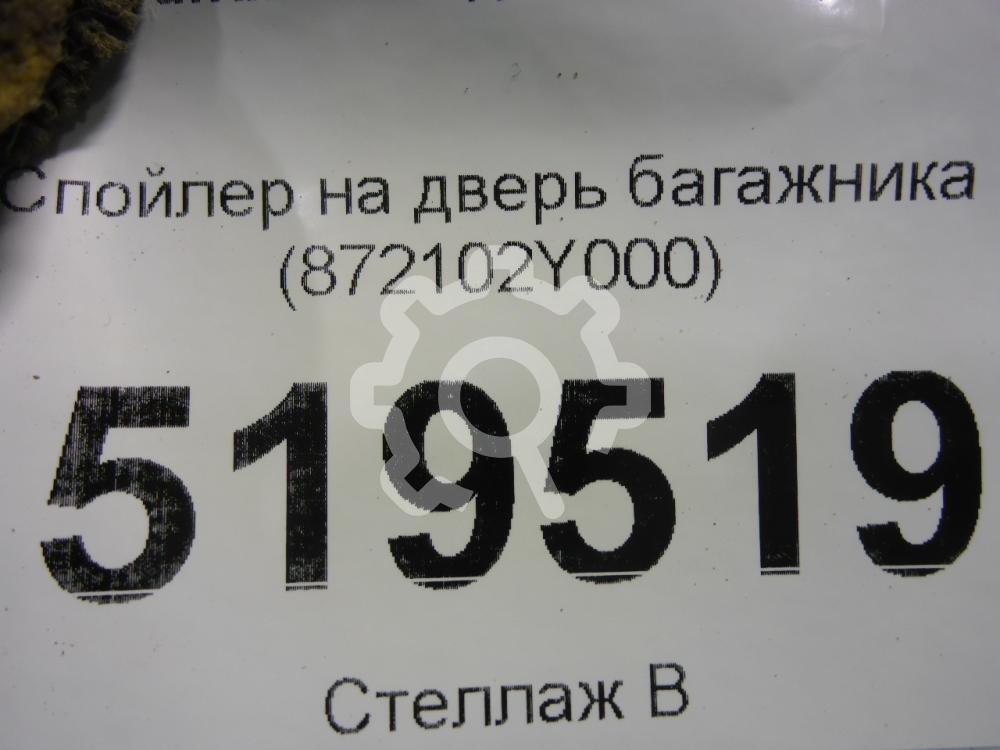 Спойлер на дверь багажника
(872102Y000)
519519
Стеллаж В